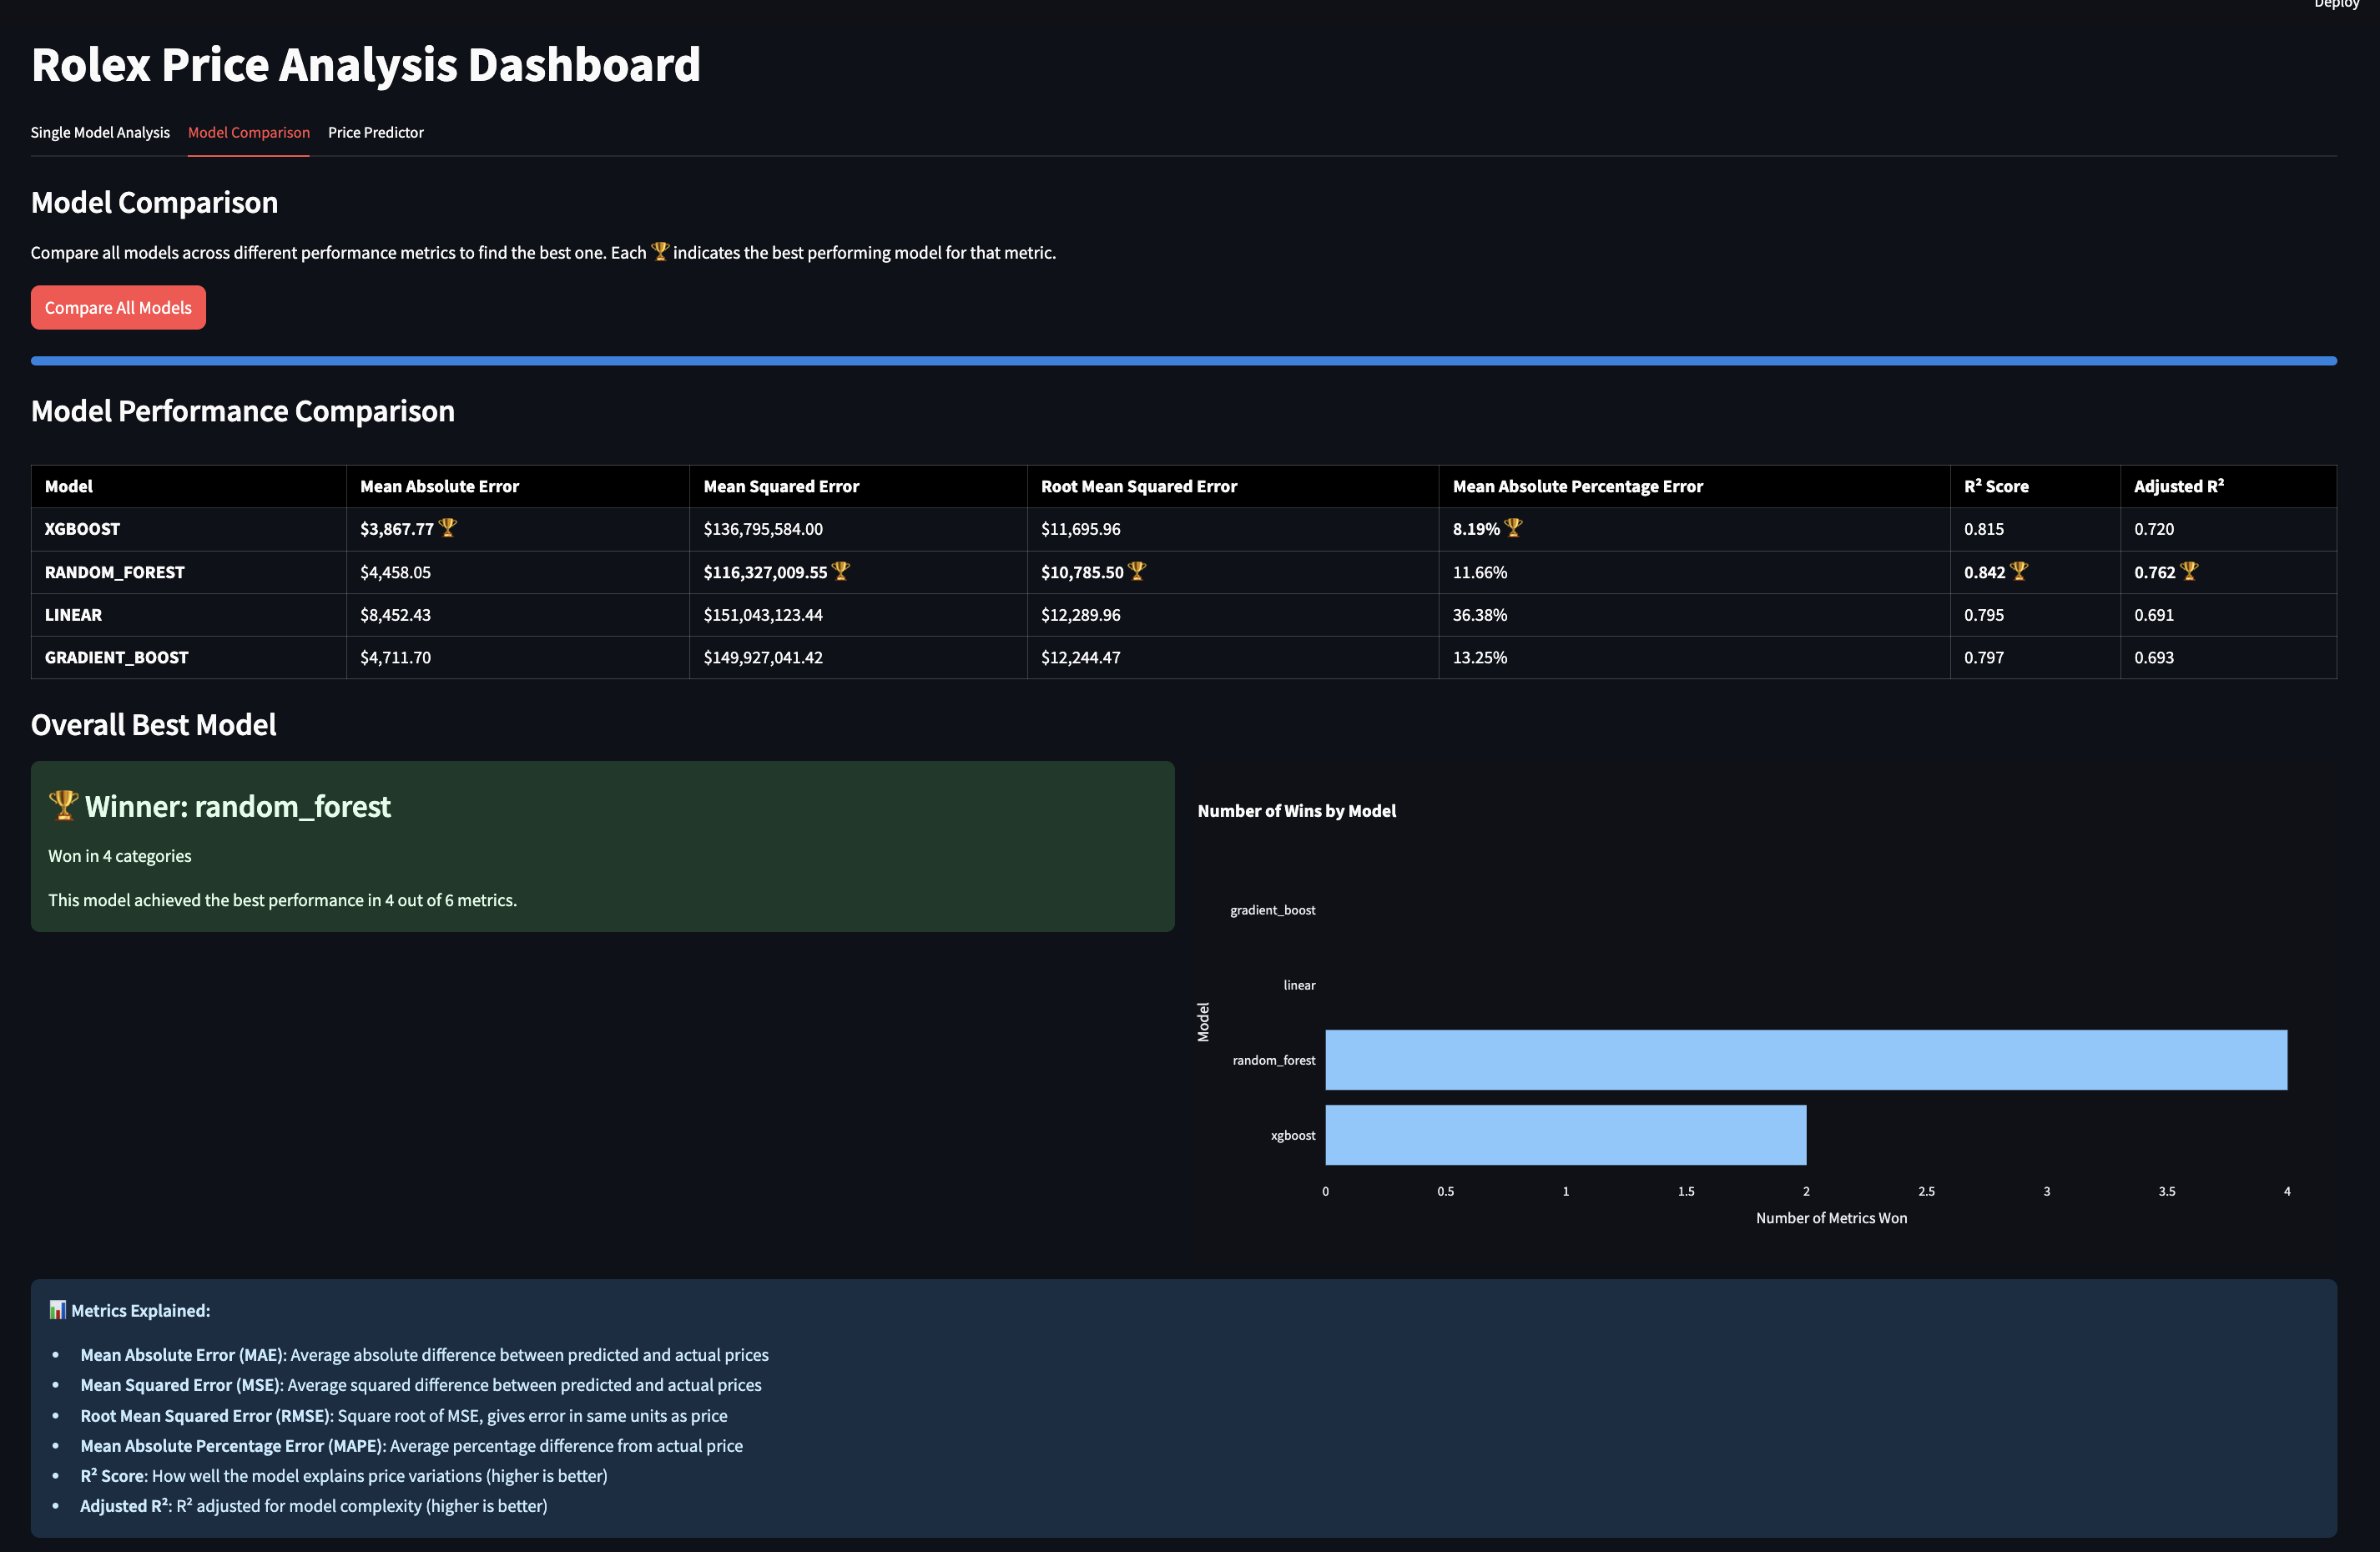 Deploy
Rolex Price Analysis Dashboard
Single Model Analysis Model Comparison Price Predictor
Model Comparison
Compare all models across different performance metrics to find the best one. Each 🏆 indicates the best performing model for that metric.
Compare All Models
Model Performance Comparison
Model Mean Absolute Error Mean Squared Error Root Mean Squared Error Mean Absolute Percentage Error R² Score Adjusted R²
XGBOOST $3,867.77 🏆 $136,795,584.00 $11,695.96 8.19% 🏆 0.815 0.720
RANDOM_FOREST $4,458.05 $116,327,009.55 🏆 $10,785.50 🏆 11.66% 0.842 🏆 0.762 🏆
LINEAR $8,452.43 $151,043,123.44 $12,289.96 36.38% 0.795 0.691
GRADIENT_BOOST $4,711.70 $149,927,041.42 $12,244.47 13.25% 0.797 0.693
Overall Best Model
🏆 Winner: random_forest
Won in 4 categories
This model achieved the best performance in 4 out of 6 metrics.
Number of Wins by Model
gradient_boost
linear
Model
random_forest
xgboost
0 0.5 1 1.5 2 2.5 3 3.5 4
Number of Metrics Won
📊 Metrics Explained:
• Mean Absolute Error (MAE): Average absolute difference between predicted and actual prices
• Mean Squared Error (MSE): Average squared difference between predicted and actual prices
• Root Mean Squared Error (RMSE): Square root of MSE, gives error in same units as price
• Mean Absolute Percentage Error (MAPE): Average percentage difference from actual price
• R² Score: How well the model explains price variations (higher is better)
• Adjusted R²: R² adjusted for model complexity (higher is better)